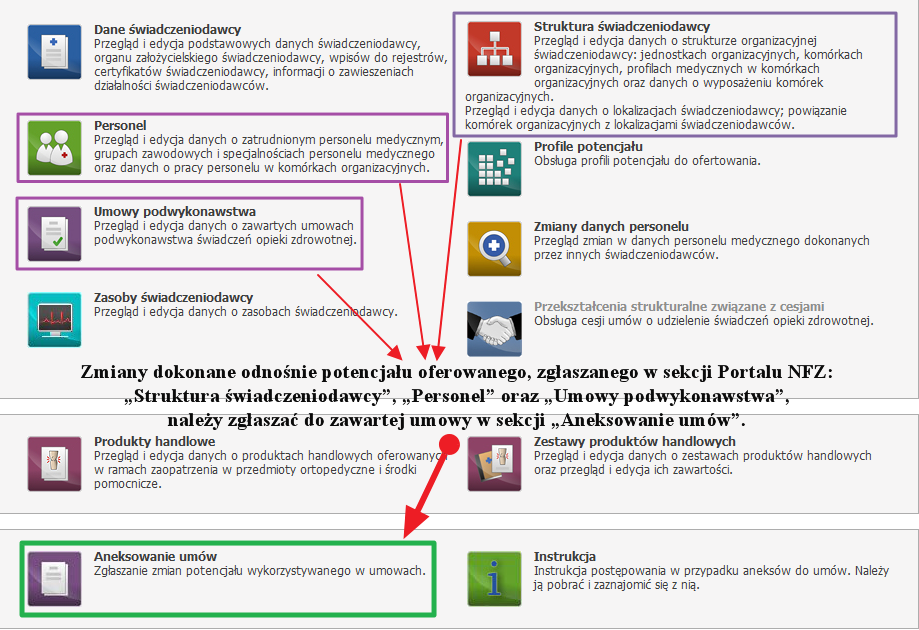 Dane świadczeniodawcy
Przegląd i edycja podstawowych danych świadczeniodawcy,
organu założycielskiego świadczeniodawcy, wpisów do rejestrów,
certyfikatów świadczeniodawcy, informacji o zawieszeniach
działalności świadczeniodawców.
Struktura świadczeniodawcy
Przegląd i edycja danych o strukturze organizacyjnej
świadczeniodawcy: jednostkach organizacyjnych, komórkach
organizacyjnych, profilach medycznych w komórkach
organizacyjnych oraz danych o wyposażeniu komórek
organizacyjnych.
Przegląd i edycja danych o lokalizacjach świadczeniodawcy; powiązanie
komórek organizacyjnych z lokalizacjami świadczeniodawców.
Personel
Przegląd i edycja danych o zatrudnionym personelu medycznym,
grupach zawodowych i specjalnościach personelu medycznego
oraz danych o pracy personelu w komórkach organizacyjnych.
Profile potencjału
Obsługa profili potencjału do ofertowania.
Umowy podwykonawstwa
Przegląd i edycja danych o zawartych umowach
podwykonawstwa świadczeń opieki zdrowotnej.
Zmiany danych personelu
Przegląd zmian w danych personelu medycznego dokonanych
przez innych świadczeniodawców.
Zasoby świadczeniodawcy
Przegląd i edycja danych o zasobach świadczeniodawcy.
Przekształcenia strukturalne związane z cesjami
Obsługa cesji umów o udzielenie świadczeń opieki zdrowotnej.
Zmiany dokonane odnośnie potencjału oferowanego, zgłaszanego w sekcji Portalu NFZ:
„Struktura świadczeniodawcy”, „Personel” oraz „Umowy podwykonawstwa”,
należy zgłaszać do zawartej umowy w sekcji „Aneksowanie umów”.
Produkty handlowe
Przegląd i edycja danych o produktach handlowych oferowanych
w ramach zaopatrzenia w przedmioty ortopedyczne i środki
pomocnicze.
Zestawy produktów handlowych
Przegląd i edycja danych o zestawach produktów handlowych
oraz przegląd i edycja ich zawartości.
Aneksowanie umów
Zgłaszanie zmian potencjału wykorzystywanego w umowach.
Instrukcja
Instrukcja postępowania w przypadku aneksów do umów. Należy
ją pobrać i zaznajomić się z nią.